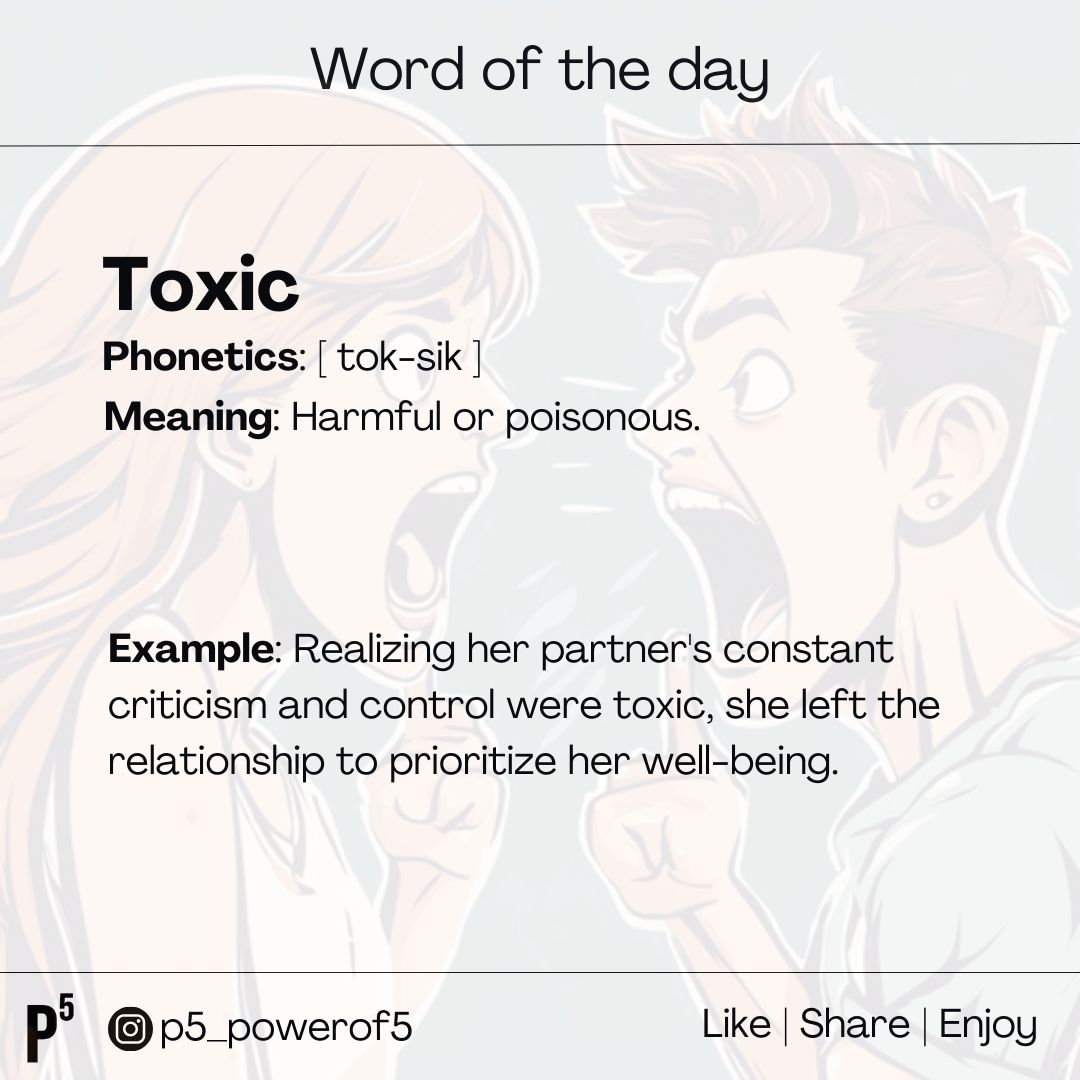 Word of the day
Toxic
Phonetics: [ tok-sik ]
Meaning: Harmful or poisonous.
Example: Realizing her partner's constant
criticism and control were toxic, she left the
relationship to prioritize her well-being.
P⁵ p5_powerof5 Like | Share | Enjoy